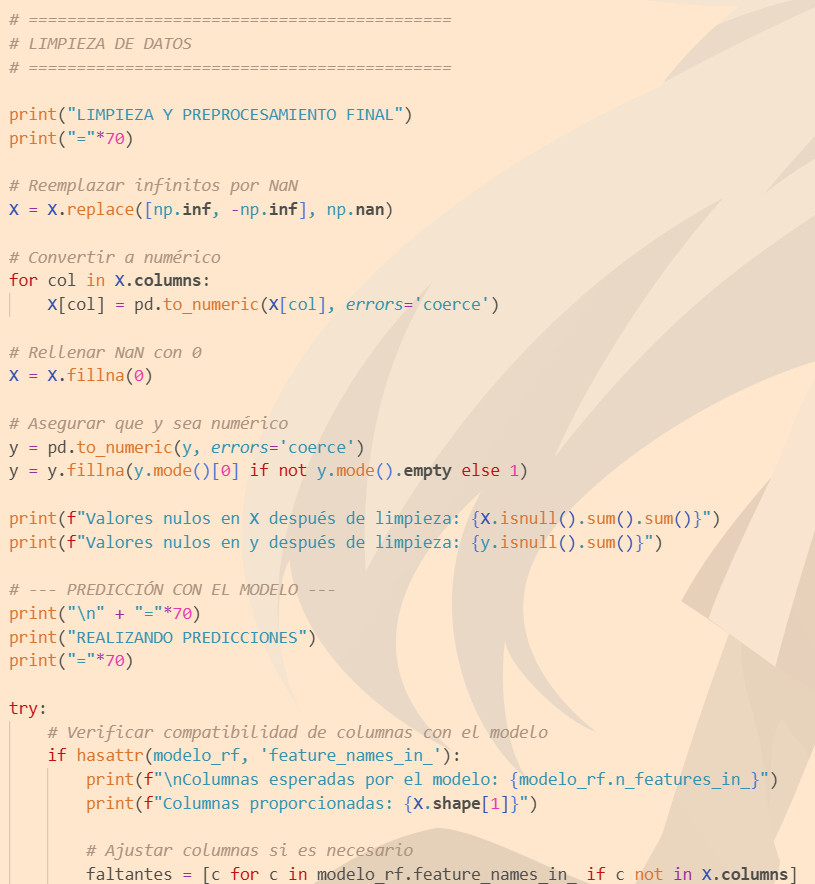 # ============================================
# LIMPIEZA DE DATOS
# ============================================
print("LIMPIEZA Y PREPROCESAMIENTO FINAL")
print("="*70)
# Reemplazar infinitos por NaN
X = X.replace([np.inf, -np.inf], np.nan)
# Convertir a numérico
for col in X.columns:
    X[col] = pd.to_numeric(X[col], errors='coerce')
# Rellenar NaN con 0
X = X.fillna(0)
# Asegurar que y sea numérico
y = pd.to_numeric(y, errors='coerce')
y = y.fillna(y.mode()[0] if not y.mode().empty else 1)
print(f"Valores nulos en X después de limpieza: {X.isnull().sum().sum()}")
print(f"Valores nulos en y después de limpieza: {y.isnull().sum()}")
# --- PREDICCIÓN CON EL MODELO ---
print("\n" + "="*70)
print("REALIZANDO PREDICCIONES")
print("="*70)
try:
    # Verificar compatibilidad de columnas con el modelo
    if hasattr(modelo_rf, 'feature_names_in_'):
        print(f"\nColumnas esperadas por el modelo: {modelo_rf.n_features_in_}")
        print(f"Columnas proporcionadas: {X.shape[1]}")
        # Ajustar columnas si es necesario
        faltantes = [c for c in modelo_rf.feature_names_in_ if c not in X.columns]